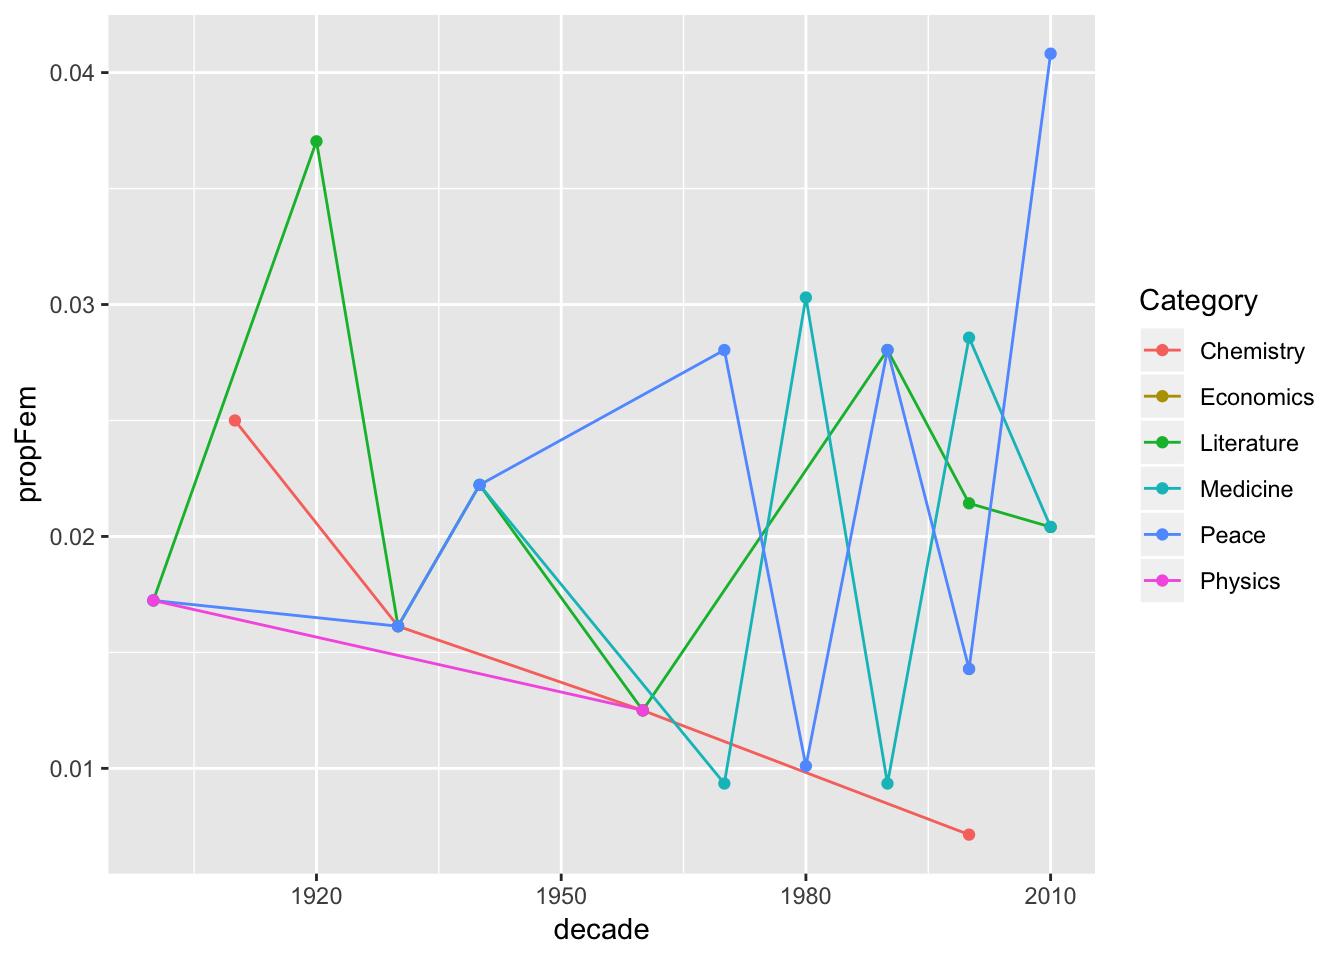 0.04
0.03
0.02
0.01
propFem
1920
1950
1980
2010
decade
Category
Chemistry
Economics
Literature
Medicine
Peace
Physics